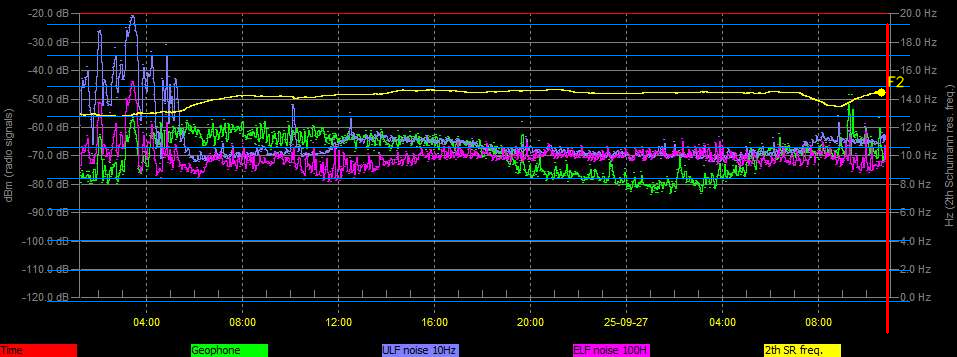 -20.0 dB 20.0 Hz
-30.0 dB 18.0 Hz
-40.0 dB 16.0 Hz
F2
-50.0 dB 14.0 Hz
-60.0 dB 12.0 Hz
-70.0 dB 10.0 Hz
-80.0 dB 8.0 Hz
-90.0 dB 6.0 Hz
-100.0 dB 4.0 Hz
-110.0 dB 2.0 Hz
-120.0 dB 0.0 Hz
dBm (radio signals)
Hz (2th Schumann res. freq.)
04:00 08:00 12:00 16:00 20:00 25-09-27 04:00 08:00
Time Geophone ULF noise 10Hz ELF noise 100H 2th SR freq.